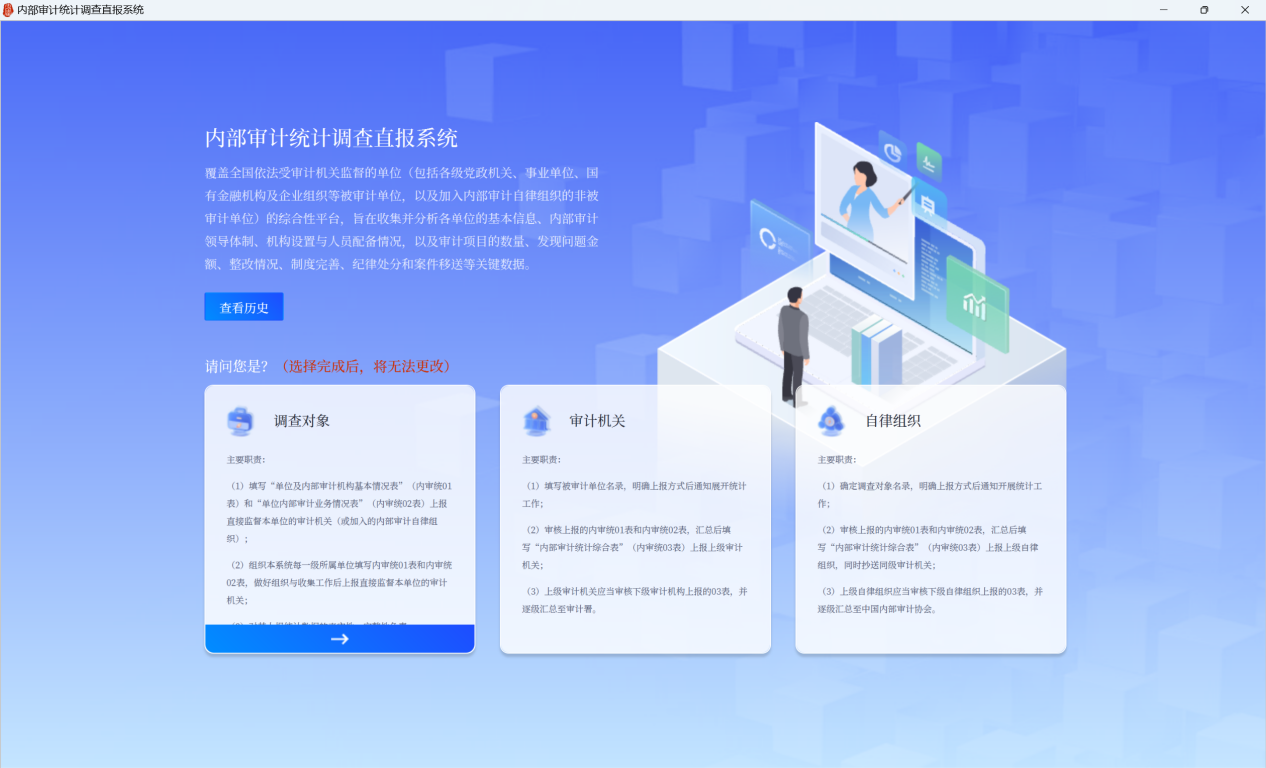 内部审计统计调查直报系统
内部审计统计调查直报系统
覆盖全国依法受审计机关监督的单位（包括各级党政机关、事业单位、国
有金融机构及企业组织等被审计单位，以及加入内部审计自律组织的非被
审计单位）的综合性平台，旨在收集并分析各单位的基本信息、内部审计
领导体制、机构设置与人员配备情况，以及审计项目的数量、发现问题金
额、整改情况、制度完善、纪律处分和案件移送等关键数据。
查看历史
请问您是？（选择完成后，将无法更改）
调查对象
主要职责：
（1）填写“单位及内部审计机构基本情况表”（内审统01
表）和“单位内部审计业务情况表”（内审统02表）上报
直接监督本单位的审计机关（或加入的内部审计自律组
织）；
（2）组织本系统每一级所属单位填写内审统01表和内审统
02表，做好组织与收集工作后上报直接监督本单位的审计
机关；
审计机关
主要职责：
（1）填写被审计单位名录，明确上报方式后通知展开统计
工作；
（2）审核上报的内审统01表和内审统02表，汇总后填
写“内部审计统计综合表”（内审统03表）上报上级审计
机关；
（3）上级审计机关应当审核下级审计机构上报的03表，并
逐级汇总至审计署。
自律组织
主要职责：
（1）确定调查对象名录，明确上报方式后通知开展统计工
作；
（2）审核上报的内审统01表和内审统02表，汇总后填
写“内部审计统计综合表”（内审统03表）上报上级自律
组织，同时抄送同级审计机关；
（3）上级自律组织应当审核下级自律组织上报的03表，并
逐级汇总至中国内部审计协会。